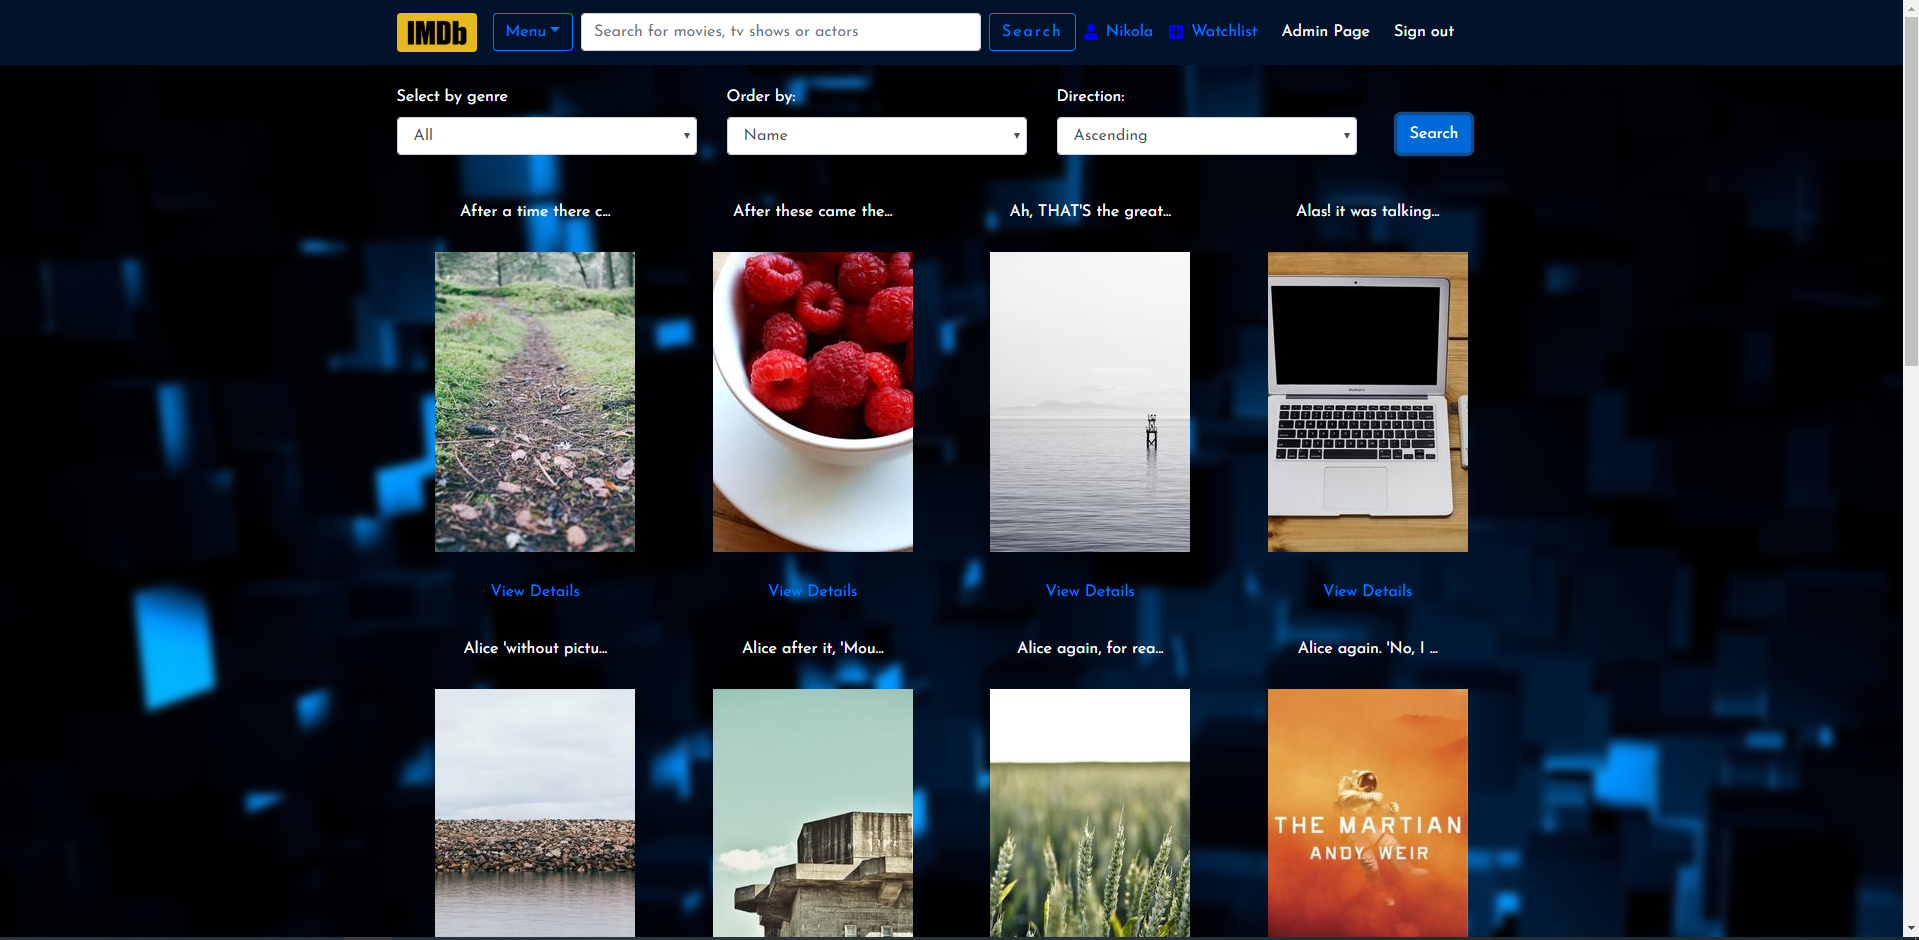 IMDb Menu Search for movies, tv shows or actors Search Nikola Watchlist Admin Page Sign out
Select by genre Order by: Direction:
All Name Ascending Search
After a time there c... After these came the... Ah, THAT'S the great... Alas! it was talking...
View Details View Details View Details View Details
Alice 'without pictu... Alice after it, 'Mou... Alice again, for rea... Alice again. 'No, I ...
THE MARTIAN
ANDY WEIR